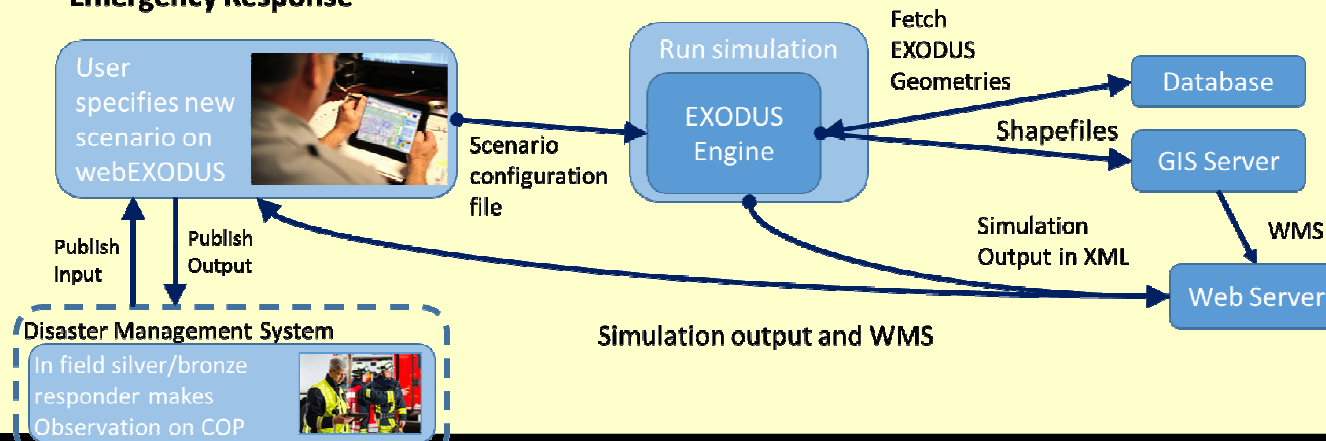 Emergency Response
User
specifies new
scenario on
webEXODUS
Scenario
configuration
file
Run simulation
EXODUS
Engine
Fetch
EXODUS
Geometries
Database
Shapefiles
GIS Server
WMS
Simulation
Output in XML
Web Server
Publish
Input
Publish
Output
Simulation output and WMS
Disaster Management System
In field silver/bronze
responder makes
Observation on COP